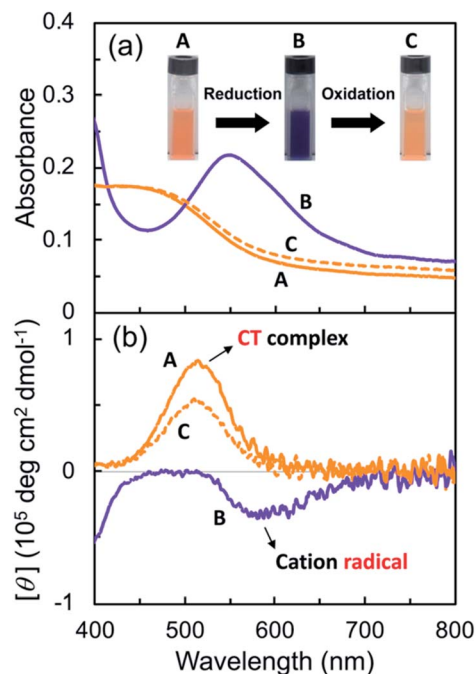 (a)
A
B
C
Reduction
Oxidation
Absorbance
0.4
0.3
0.2
0.1
0
B
C
A
(b)
A
CT complex
C
B
Cation radical
[θ] (10⁵ deg cm² dmol⁻¹)
1
0
-1
400
500
600
700
800
Wavelength (nm)